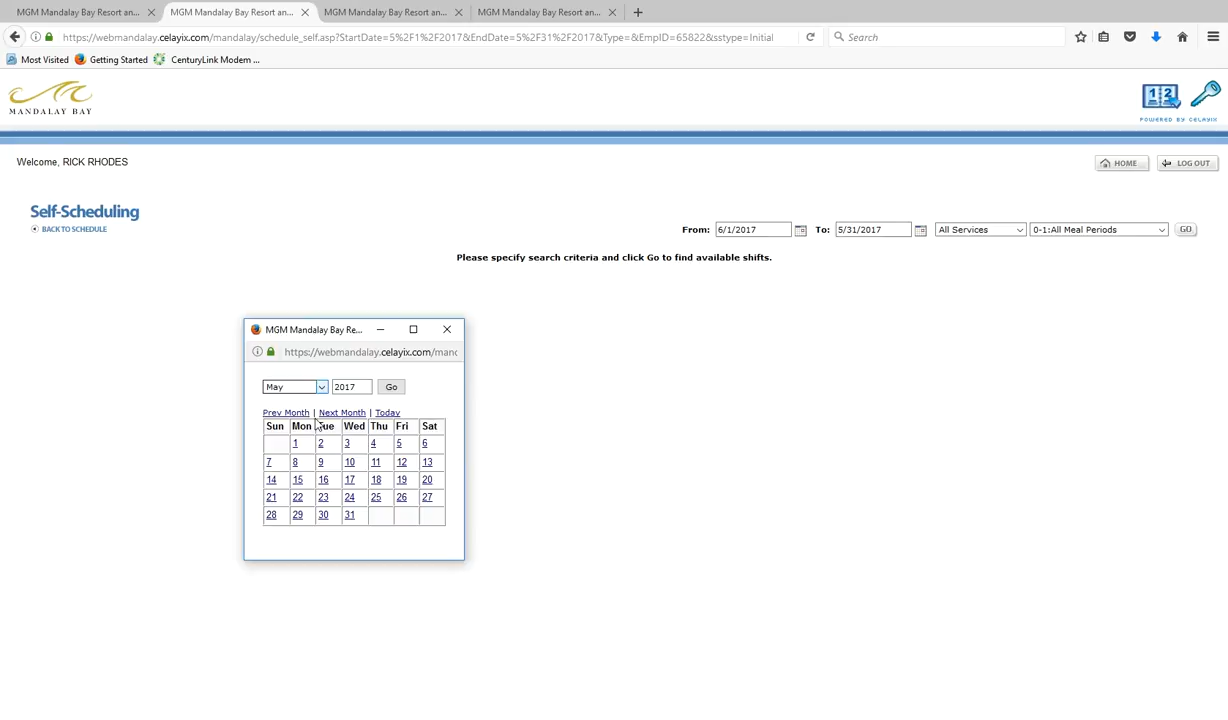 MGM Mandalay Bay Resort an... MGM Mandalay Bay Resort an... MGM Mandalay Bay Resort an... MGM Mandalay Bay Resort an...
https://webmandalay.celayix.com/mandalay/schedule_self.asp?StartDate=5%2F1%2F2017&EndDate=5%2F31%2F2017&Type=&EmpID=65822&sstype=Initial Search
Most Visited Getting Started CenturyLink Modem ...
MANDALAY BAY
1 2
POWERED BY CELAYIX
Welcome, RICK RHODES
HOME LOG OUT
Self-Scheduling
BACK TO SCHEDULE
From: 6/1/2017 To: 5/31/2017 All Services 0-1:All Meal Periods GO
Please specify search criteria and click Go to find available shifts.
MGM Mandalay Bay Re...
https://webmandalay.celayix.com/manc
May 2017 Go
Prev Month | Next Month | Today
Sun Mon Tue Wed Thu Fri Sat
1 2 3 4 5 6
7 8 9 10 11 12 13
14 15 16 17 18 19 20
21 22 23 24 25 26 27
28 29 30 31